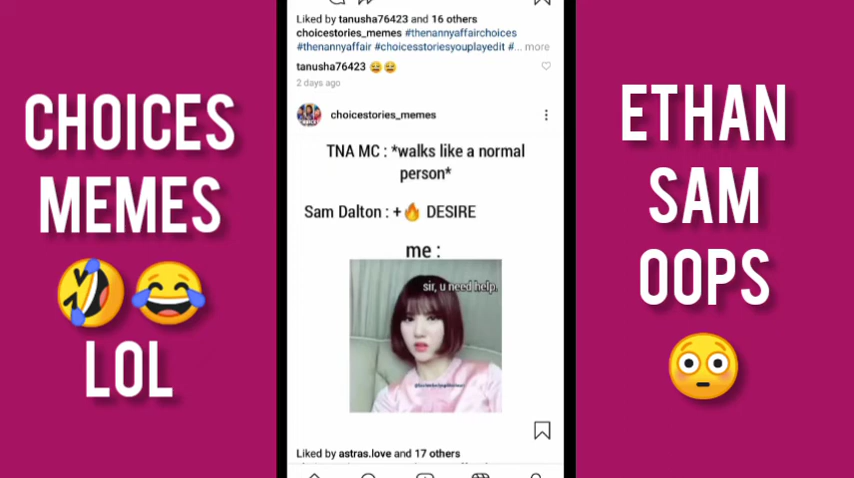 CHOICES
MEMES
🤣😂
LOL
Liked by tanusha76423 and 16 others
choicestories_memes #thenannyaffairchoices
#thenannyaffair #choicesstoriesyouplayedit #... more
tanusha76423 😆😆
2 days ago
choicestories_memes
TNA MC : *walks like a normal
person*
Sam Dalton : +🔥 DESIRE
me :
sir, u need help.
Liked by astras.love and 17 others
ETHAN
SAM
OOPS
😳